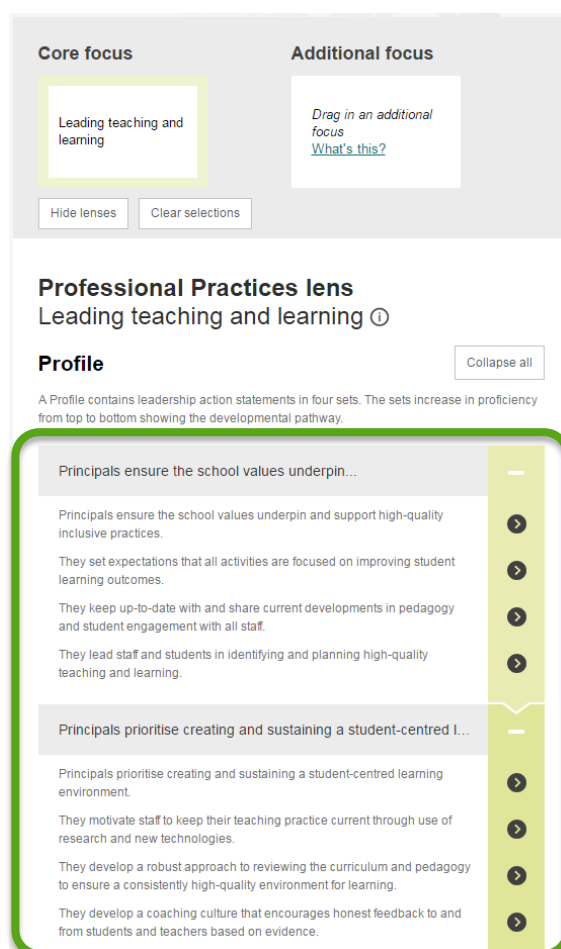 Core focus
Additional focus
Leading teaching and
learning
Drag in an additional
focus
What's this?
Hide lenses
Clear selections
Professional Practices lens
Leading teaching and learning
Profile
Collapse all
A Profile contains leadership action statements in four sets. The sets increase in proficiency
from top to bottom showing the developmental pathway.
Principals ensure the school values underpin...
Principals ensure the school values underpin and support high-quality
inclusive practices.
They set expectations that all activities are focused on improving student
learning outcomes.
They keep up-to-date with and share current developments in pedagogy
and student engagement with all staff.
They lead staff and students in identifying and planning high-quality
teaching and learning.
Principals prioritise creating and sustaining a student-centred l...
Principals prioritise creating and sustaining a student-centred learning
environment.
They motivate staff to keep their teaching practice current through use of
research and new technologies.
They develop a robust approach to reviewing the curriculum and pedagogy
to ensure a consistently high-quality environment for learning.
They develop a coaching culture that encourages honest feedback to and
from students and teachers based on evidence.